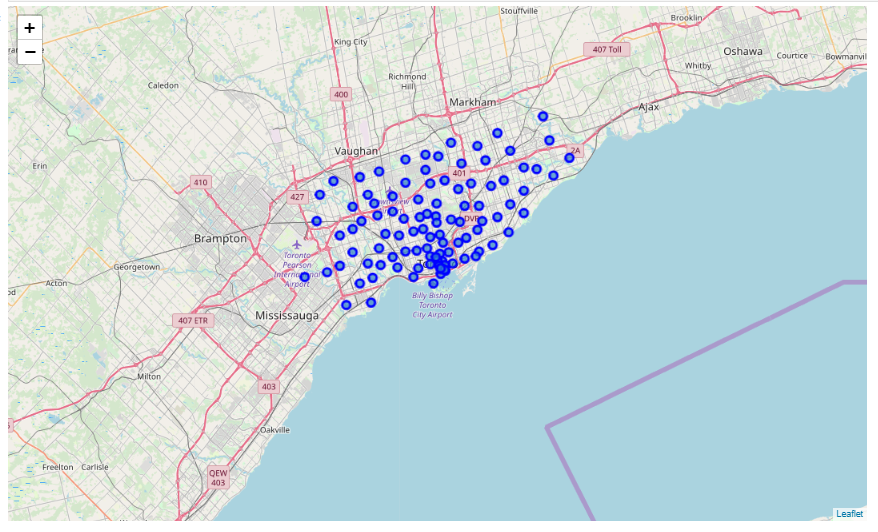 +
−
Stouffville
Brooklin
King City
407 Toll
Oshawa
Courtice
Whitby
Richmond
Hill
Caledon
400
Markham
Ajax
Vaughan
2A
Erin
401
410
427
Brampton
Toronto
Pearson
International
Airport
Georgetown
Acton
Billy Bishop
Toronto
City Airport
Mississauga
407 ETR
Milton
403
Oakville
Freelton
Carlisle
QEW
403
Leaflet